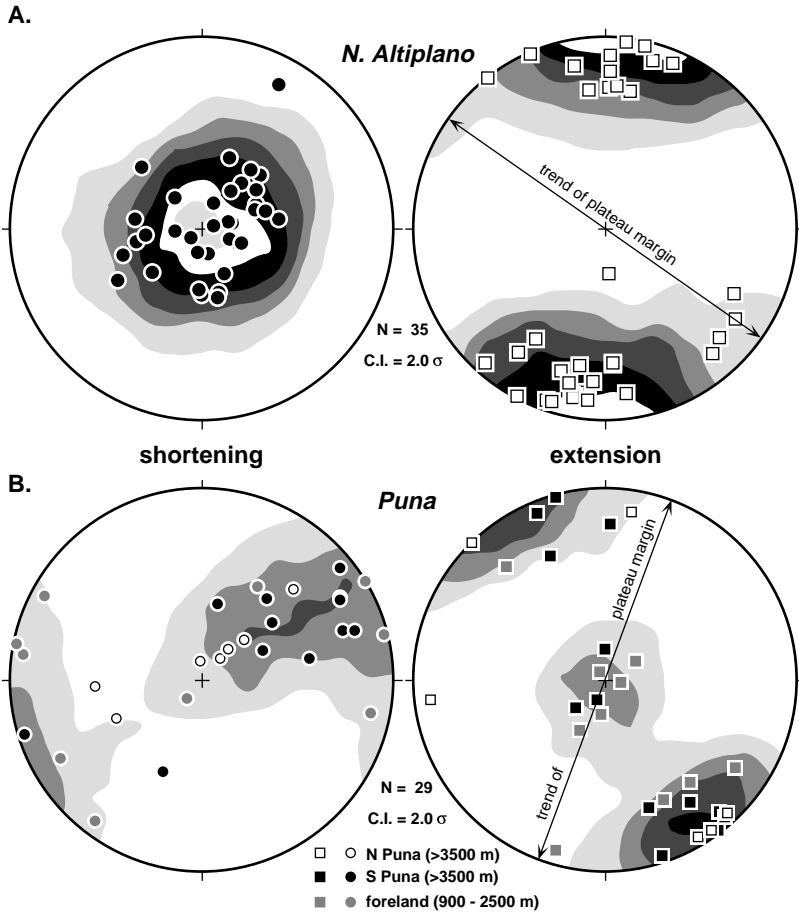 A.
N. Altiplano
trend of plateau margin
N = 35
C.I. = 2.0 σ
shortening
extension
B.
Puna
plateau margin
trend of
N = 29
C.I. = 2.0 σ
N Puna (>3500 m)
S Puna (>3500 m)
foreland (900 - 2500 m)